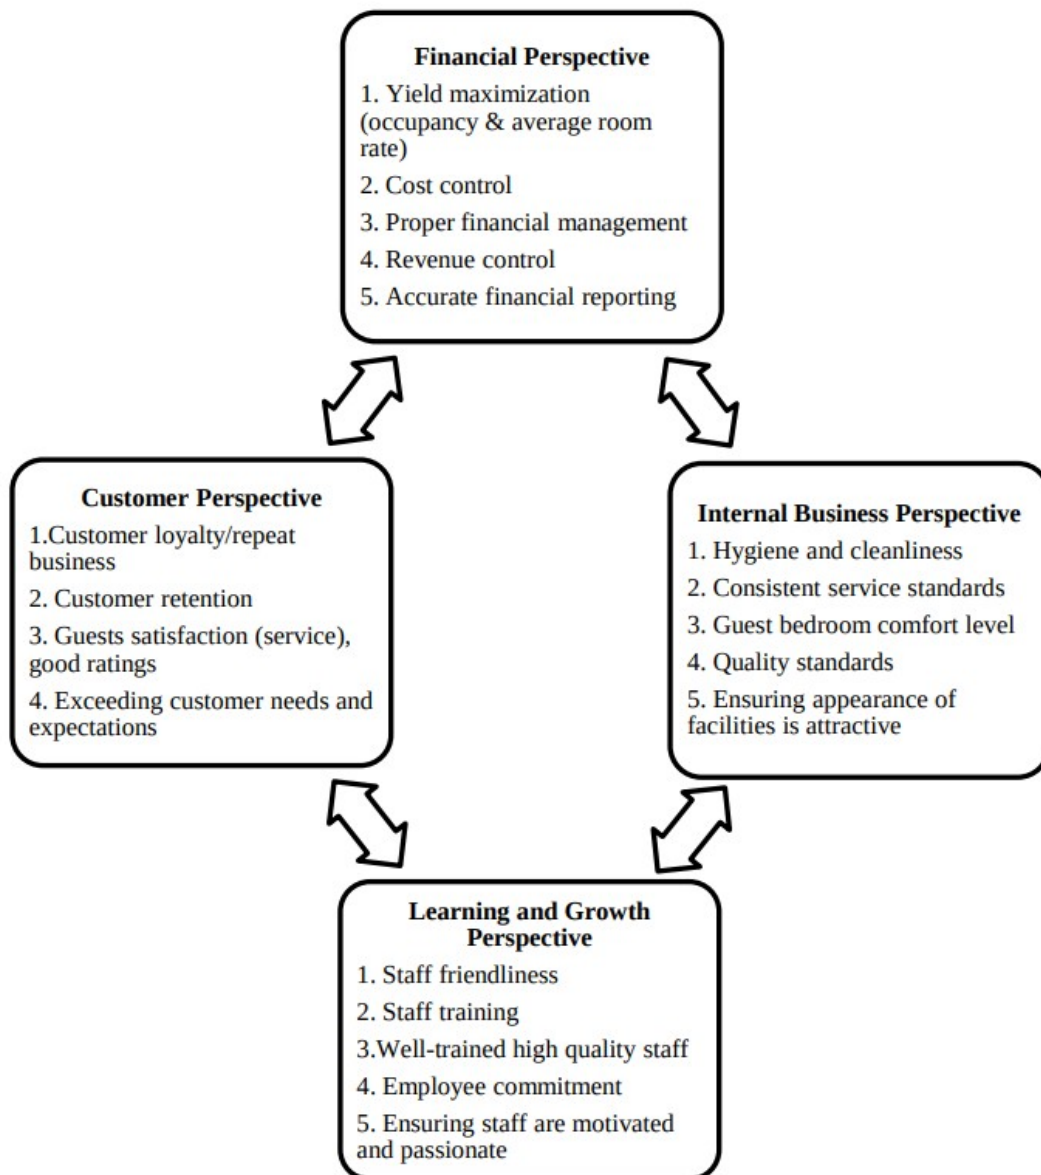 Financial Perspective
1. Yield maximization
(occupancy & average room
rate)
2. Cost control
3. Proper financial management
4. Revenue control
5. Accurate financial reporting
Customer Perspective
1.Customer loyalty/repeat
business
2. Customer retention
3. Guests satisfaction (service),
good ratings
4. Exceeding customer needs and
expectations
Internal Business Perspective
1. Hygiene and cleanliness
2. Consistent service standards
3. Guest bedroom comfort level
4. Quality standards
5. Ensuring appearance of
facilities is attractive
Learning and Growth
Perspective
1. Staff friendliness
2. Staff training
3.Well-trained high quality staff
4. Employee commitment
5. Ensuring staff are motivated
and passionate